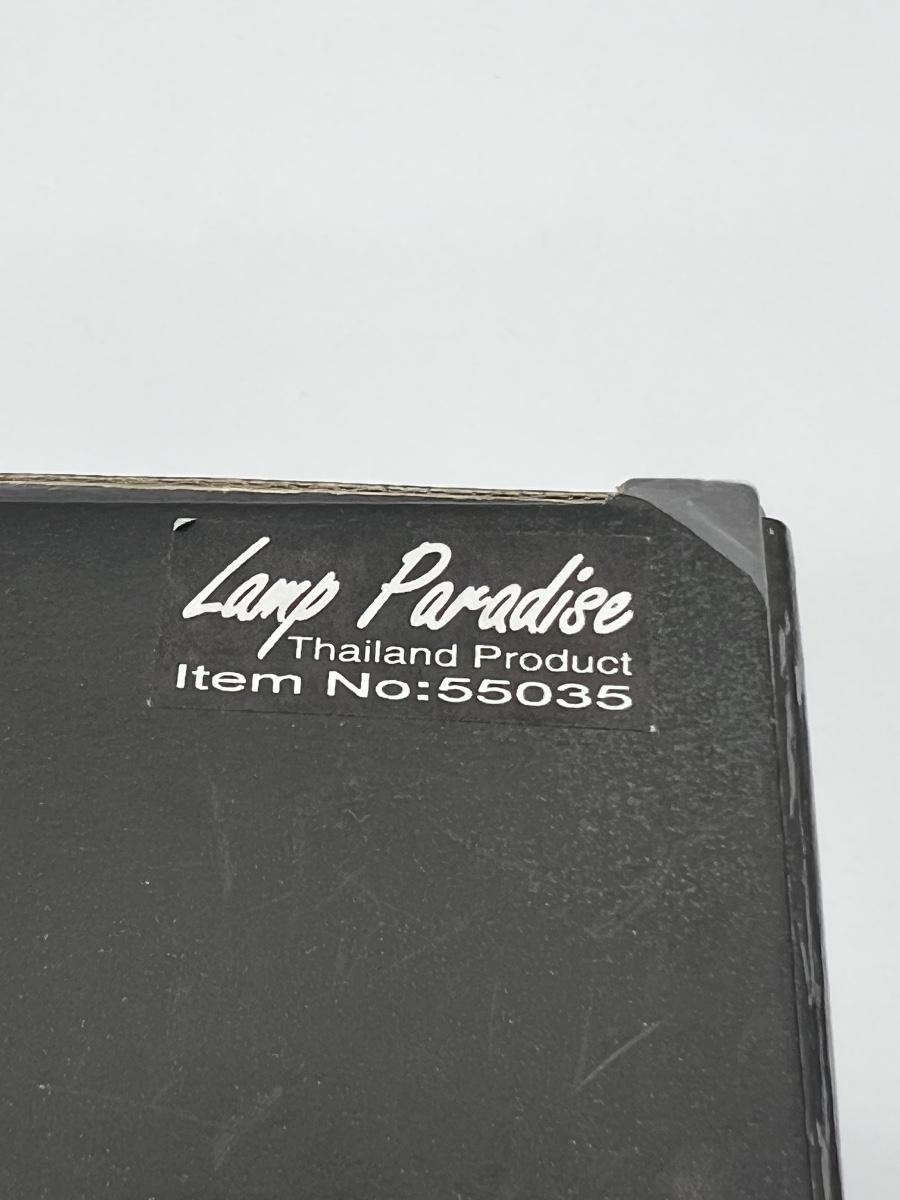 Lamp Paradise
Thailand Product
Item No:55035